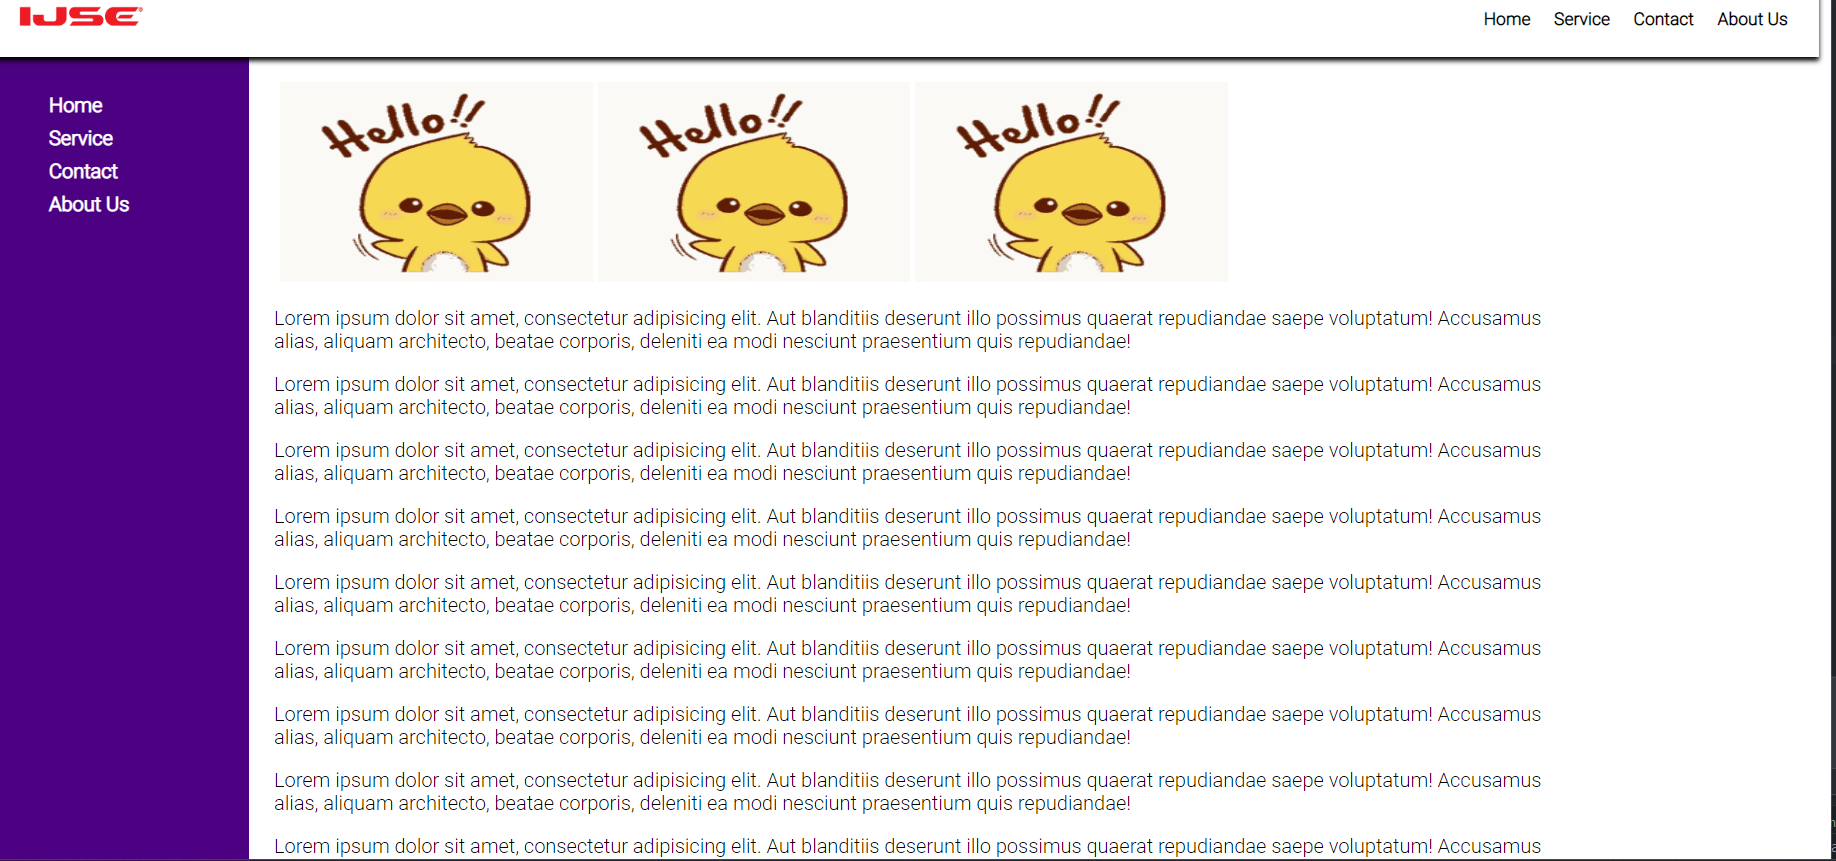 IJSE
Home Service Contact About Us
Home
Service
Contact
About Us
Hello!! Hello!! Hello!!
Lorem ipsum dolor sit amet, consectetur adipisicing elit. Aut blanditiis deserunt illo possimus quaerat repudiandae saepe voluptatum! Accusamus
alias, aliquam architecto, beatae corporis, deleniti ea modi nesciunt praesentium quis repudiandae!
Lorem ipsum dolor sit amet, consectetur adipisicing elit. Aut blanditiis deserunt illo possimus quaerat repudiandae saepe voluptatum! Accusamus
alias, aliquam architecto, beatae corporis, deleniti ea modi nesciunt praesentium quis repudiandae!
Lorem ipsum dolor sit amet, consectetur adipisicing elit. Aut blanditiis deserunt illo possimus quaerat repudiandae saepe voluptatum! Accusamus
alias, aliquam architecto, beatae corporis, deleniti ea modi nesciunt praesentium quis repudiandae!
Lorem ipsum dolor sit amet, consectetur adipisicing elit. Aut blanditiis deserunt illo possimus quaerat repudiandae saepe voluptatum! Accusamus
alias, aliquam architecto, beatae corporis, deleniti ea modi nesciunt praesentium quis repudiandae!
Lorem ipsum dolor sit amet, consectetur adipisicing elit. Aut blanditiis deserunt illo possimus quaerat repudiandae saepe voluptatum! Accusamus
alias, aliquam architecto, beatae corporis, deleniti ea modi nesciunt praesentium quis repudiandae!
Lorem ipsum dolor sit amet, consectetur adipisicing elit. Aut blanditiis deserunt illo possimus quaerat repudiandae saepe voluptatum! Accusamus
alias, aliquam architecto, beatae corporis, deleniti ea modi nesciunt praesentium quis repudiandae!
Lorem ipsum dolor sit amet, consectetur adipisicing elit. Aut blanditiis deserunt illo possimus quaerat repudiandae saepe voluptatum! Accusamus
alias, aliquam architecto, beatae corporis, deleniti ea modi nesciunt praesentium quis repudiandae!
Lorem ipsum dolor sit amet, consectetur adipisicing elit. Aut blanditiis deserunt illo possimus quaerat repudiandae saepe voluptatum! Accusamus
alias, aliquam architecto, beatae corporis, deleniti ea modi nesciunt praesentium quis repudiandae!
Lorem ipsum dolor sit amet, consectetur adipisicing elit. Aut blanditiis deserunt illo possimus quaerat repudiandae saepe voluptatum! Accusamus